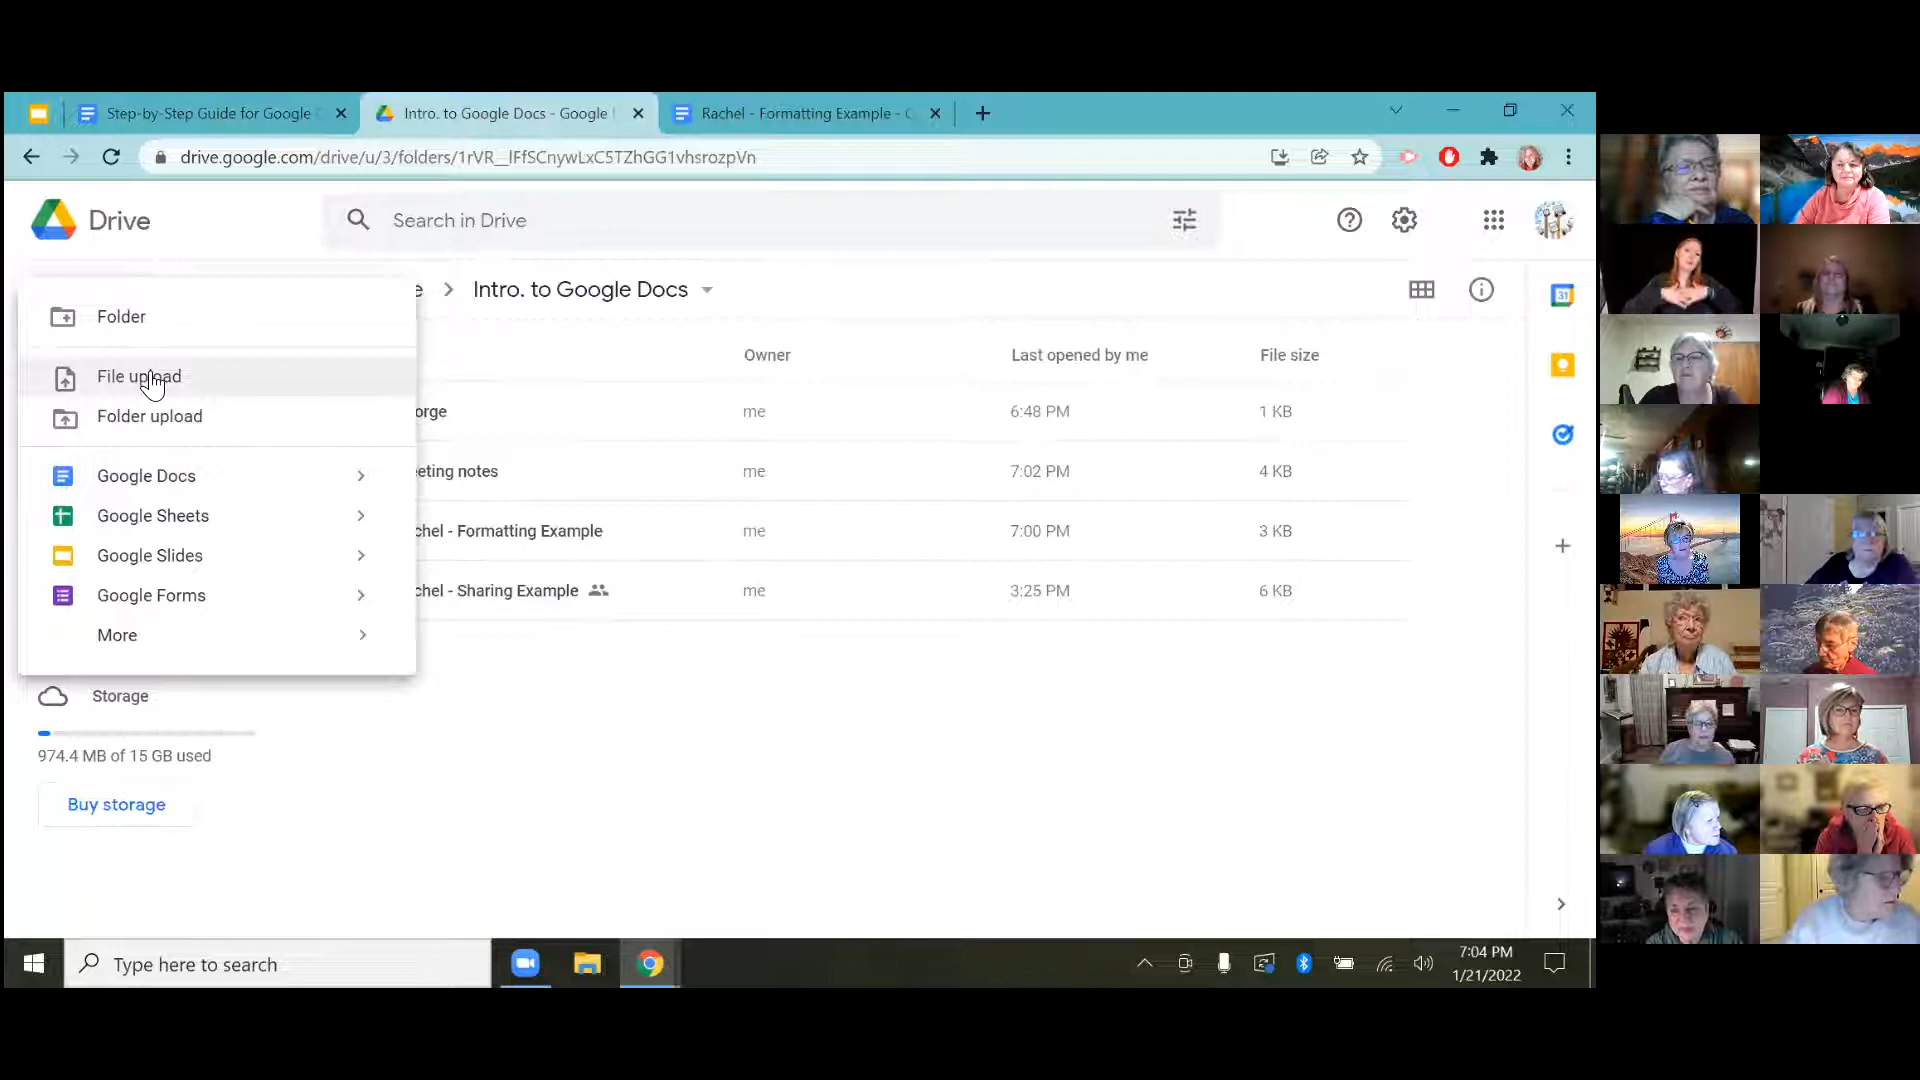 Step-by-Step Guide for Google
Intro. to Google Docs - Google
Rachel - Formatting Example -
drive.google.com/drive/u/3/folders/1rVR_IFfSCnywLxC5TZhGG1vhsrozpVn
Drive
Search in Drive
Intro. to Google Docs
31
Folder
Owner
Last opened by me
File size
File upload
Folder upload
orge
me
6:48 PM
1 KB
eeting notes
me
7:02 PM
4 KB
chel - Formatting Example
me
7:00 PM
3 KB
chel - Sharing Example
me
3:25 PM
6 KB
Google Docs
Google Sheets
Google Slides
Google Forms
More
Storage
974.4 MB of 15 GB used
Buy storage
Type here to search
7:04 PM
1/21/2022